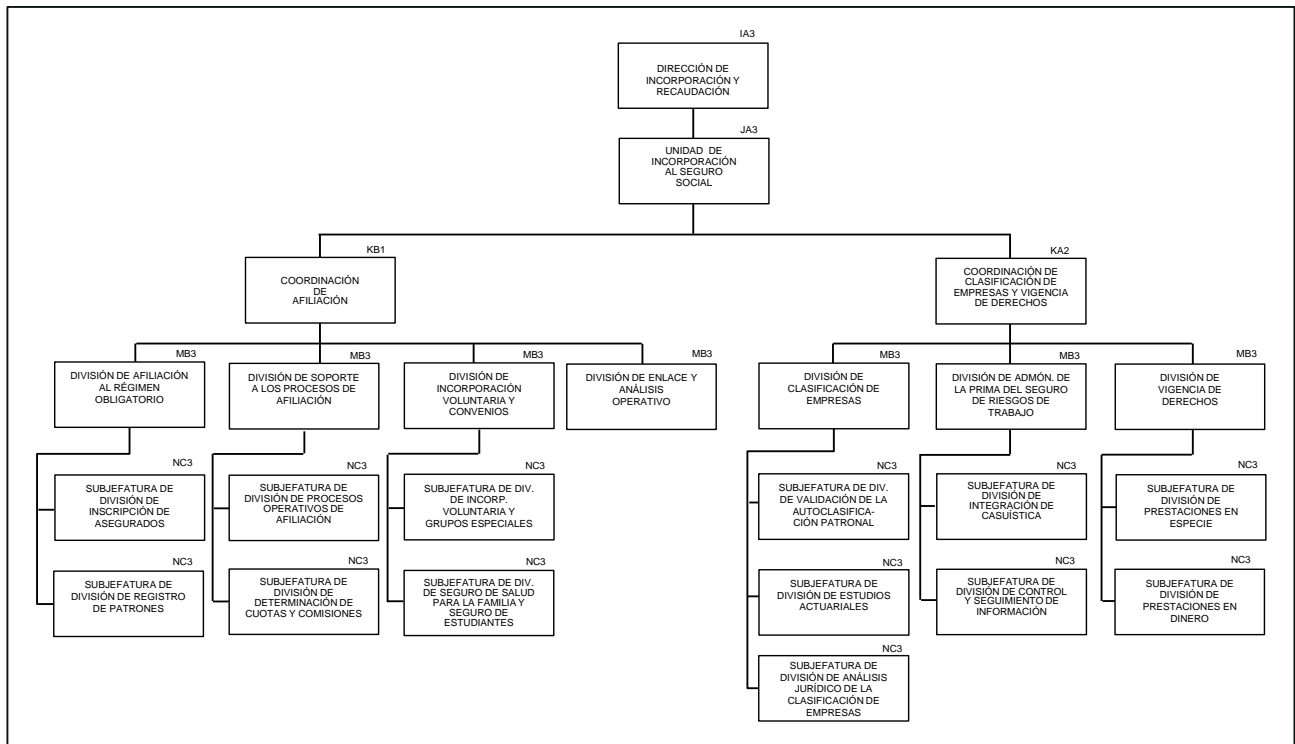 IA3
DIRECCIÓN DE
INCORPORACIÓN Y
RECAUDACIÓN
JA3
UNIDAD DE
INCORPORACIÓN
AL SEGURO
SOCIAL
KB1
COORDINACIÓN
DE
AFILIACIÓN
KA2
COORDINACIÓN DE
CLASIFICACIÓN DE
EMPRESAS Y VIGENCIA
DE DERECHOS
MB3
DIVISIÓN DE AFILIACIÓN
AL RÉGIMEN
OBLIGATORIO
MB3
DIVISIÓN DE SOPORTE
A LOS PROCESOS DE
AFILIACIÓN
MB3
DIVISIÓN DE
INCORPORACIÓN
VOLUNTARIA Y
CONVENIOS
MB3
DIVISIÓN DE ENLACE Y
ANÁLISIS
OPERATIVO
MB3
DIVISIÓN DE
CLASIFICACIÓN DE
EMPRESAS
MB3
DIVISIÓN DE ADMÓN. DE
LA PRIMA DEL SEGURO
DE RIESGOS DE
TRABAJO
MB3
DIVISIÓN DE
VIGENCIA DE
DERECHOS
NC3
SUBJEFATURA DE
DIVISIÓN DE
INSCRIPCIÓN DE
ASEGURADOS
NC3
SUBJEFATURA DE
DIVISIÓN DE PROCESOS
OPERATIVOS DE
AFILIACIÓN
NC3
SUBJEFATURA DE DIV.
DE INCORP.
VOLUNTARIA Y
GRUPOS ESPECIALES
NC3
SUBJEFATURA DE DIV.
DE VALIDACIÓN DE LA
AUTOCLASIFICA-
CIÓN PATRONAL
NC3
SUBJEFATURA DE
DIVISIÓN DE
INTEGRACIÓN DE
CASUÍSTICA
NC3
SUBJEFATURA DE
DIVISIÓN DE
PRESTACIONES EN
ESPECIE
NC3
SUBJEFATURA DE
DIVISIÓN DE REGISTRO
DE PATRONES
NC3
SUBJEFATURA DE
DIVISIÓN DE
DETERMINACIÓN DE
CUOTAS Y COMISIONES
NC3
SUBJEFATURA DE DIV.
DE SEGURO DE SALUD
PARA LA FAMILIA Y
SEGURO DE
ESTUDIANTES
NC3
SUBJEFATURA DE
DIVISIÓN DE ESTUDIOS
ACTUARIALES
NC3
SUBJEFATURA DE
DIVISIÓN DE CONTROL
Y SEGUIMIENTO DE
INFORMACIÓN
NC3
SUBJEFATURA DE
DIVISIÓN DE
PRESTACIONES EN
DINERO
NC3
SUBJEFATURA DE
DIVISIÓN DE ANÁLISIS
JURÍDICO DE LA
CLASIFICACIÓN DE
EMPRESAS